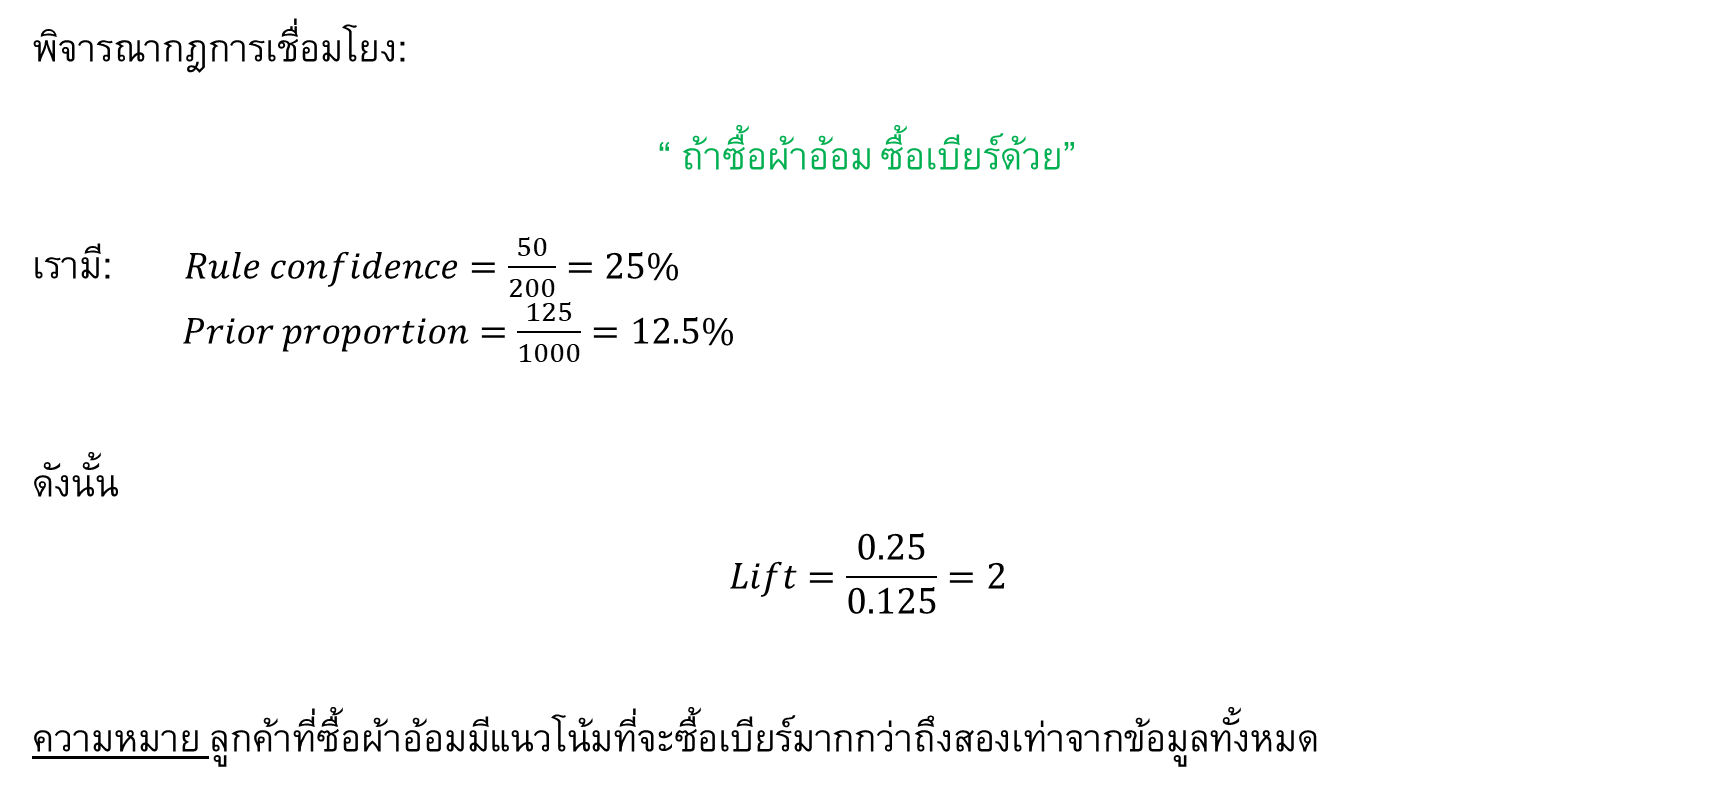 พิจารณากฎการเชื่อมโยง:
“ ถ้าซื้อผ้าอ้อม ซื้อเบียร์ด้วย”
เรามี: Rule confidence = 50/200 = 25%
Prior proportion = 125/1000 = 12.5%
ดังนั้น
Lift = 0.25/0.125 = 2
ความหมาย ลูกค้าที่ซื้อผ้าอ้อมมีแนวโน้มที่จะซื้อเบียร์มากกว่าถึงสองเท่าจากข้อมูลทั้งหมด